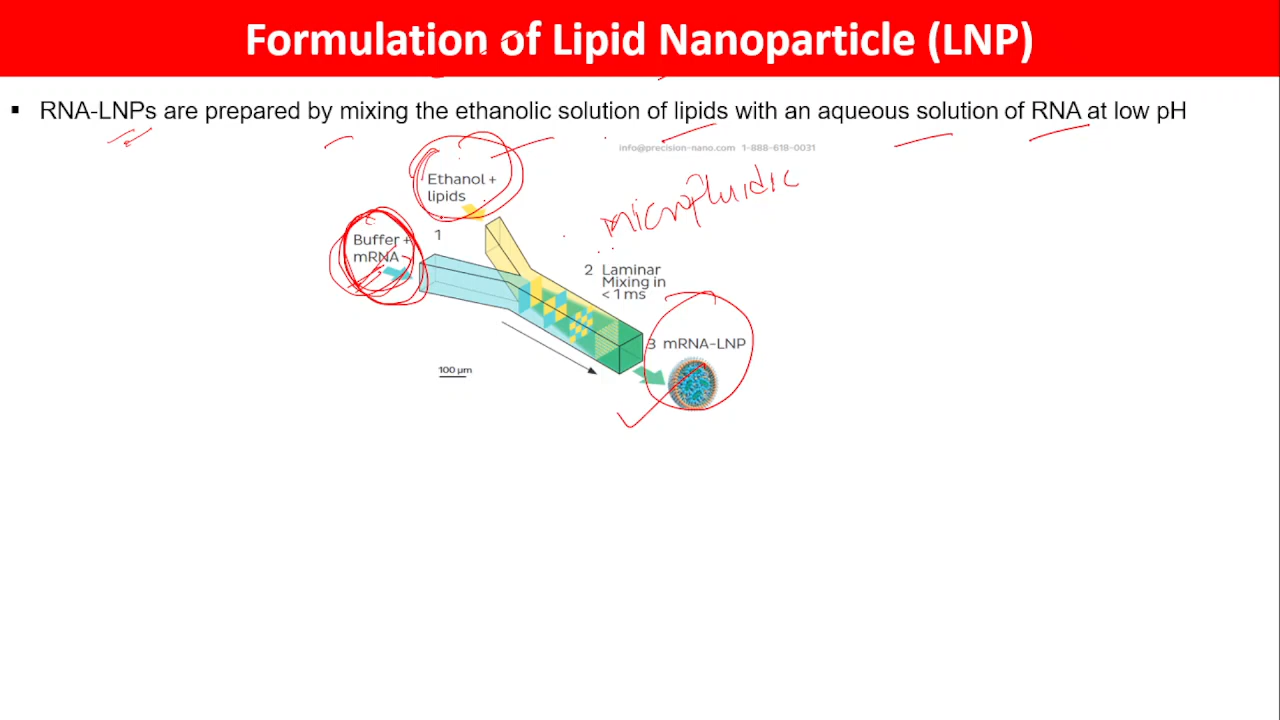 Formulation of Lipid Nanoparticle (LNP)
▪ RNA-LNPs are prepared by mixing the ethanolic solution of lipids with an aqueous solution of RNA at low pH
info@precision-nano.com 1-888-618-0031
Ethanol +
lipids
microfluidic
Buffer +
mRNA
1
2 Laminar
Mixing in
< 1 ms
3 mRNA-LNP
100 µm